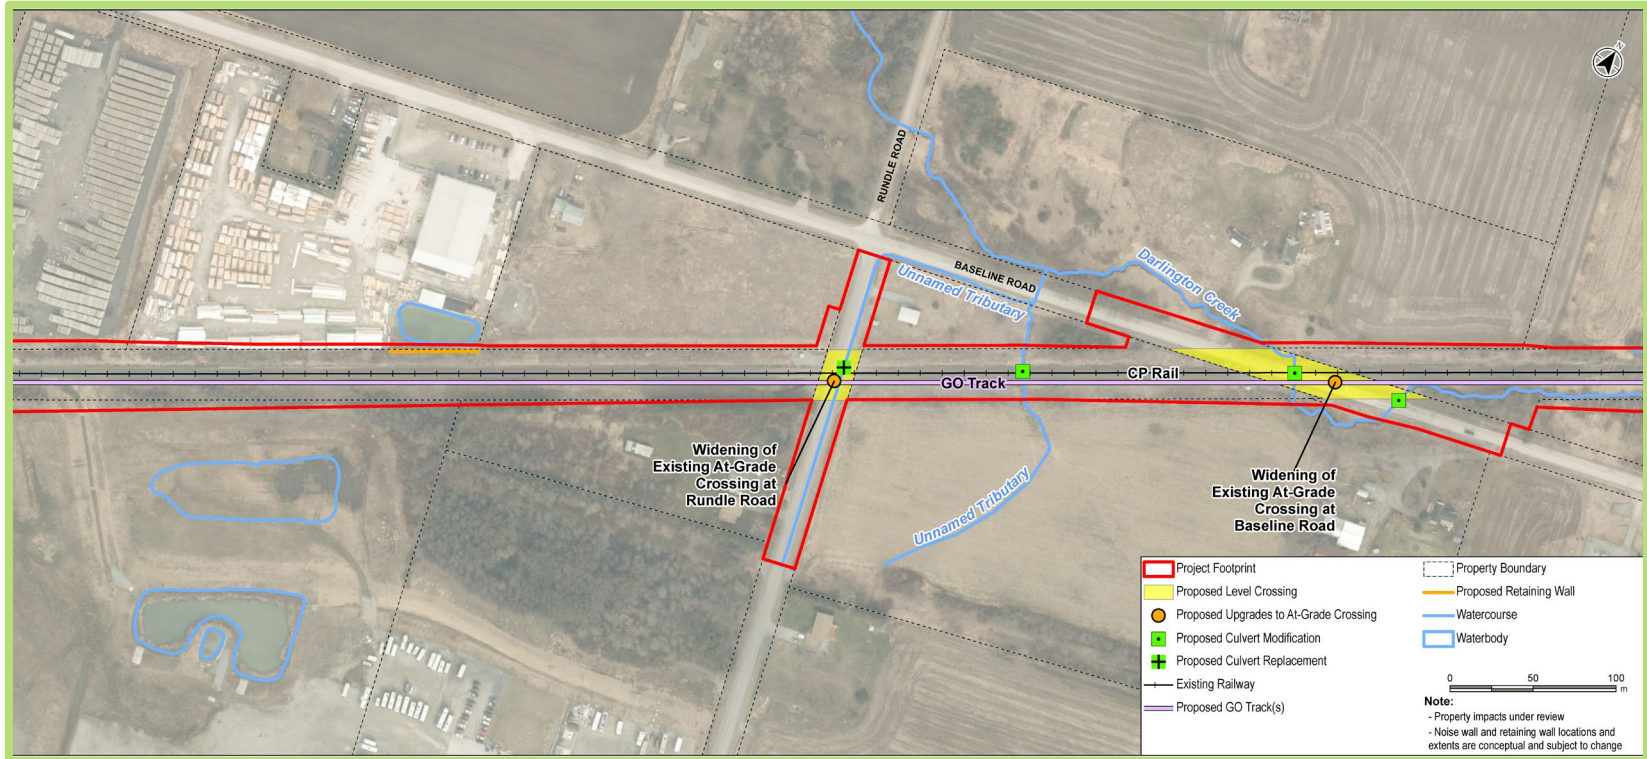 N
RUNDLE ROAD
BASELINE ROAD
Unnamed Tributary
Darlington Creek
CP Rail
GO Track
Widening of
Existing At-Grade
Crossing at
Rundle Road
Unnamed Tributary
Widening of
Existing At-Grade
Crossing at
Baseline Road
Project Footprint
Proposed Level Crossing
Proposed Upgrades to At-Grade Crossing
Proposed Culvert Modification
Proposed Culvert Replacement
Existing Railway
Proposed GO Track(s)
Property Boundary
Proposed Retaining Wall
Watercourse
Waterbody
0 50 100
m
Note:
- Property impacts under review
- Noise wall and retaining wall locations and
extents are conceptual and subject to change